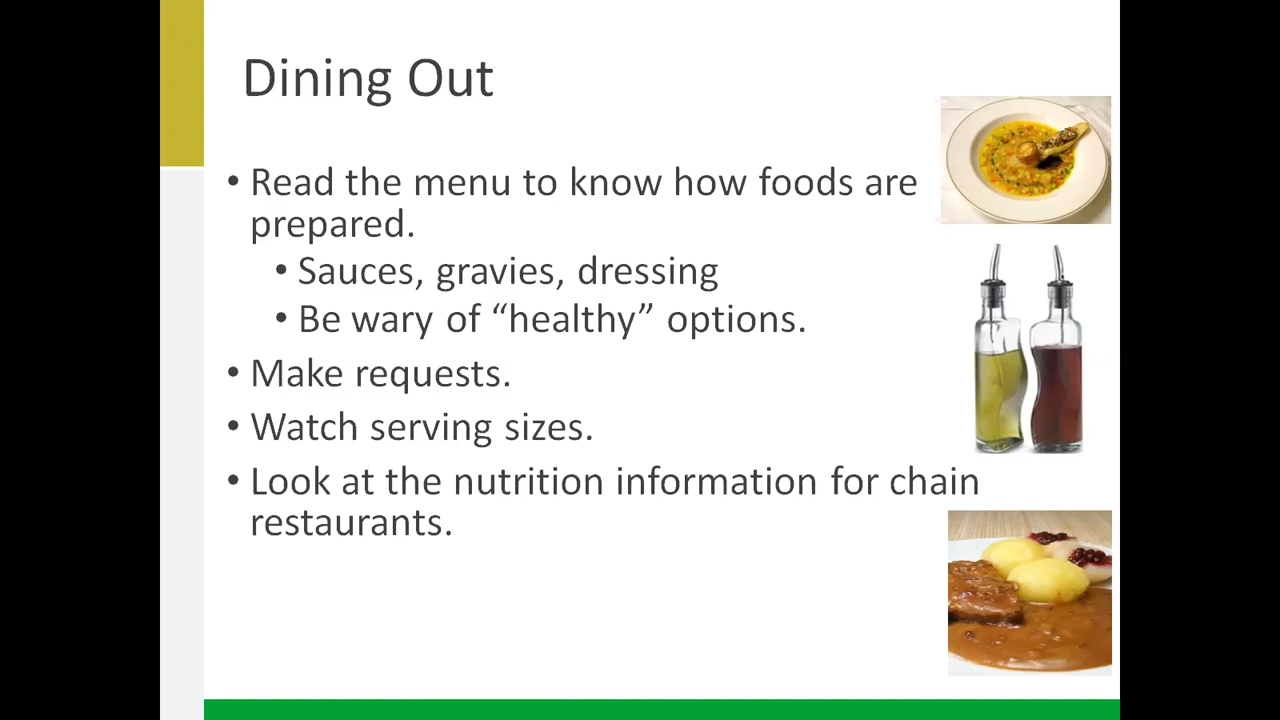 Dining Out
• Read the menu to know how foods are
prepared.
• Sauces, gravies, dressing
• Be wary of “healthy” options.
• Make requests.
• Watch serving sizes.
• Look at the nutrition information for chain
restaurants.